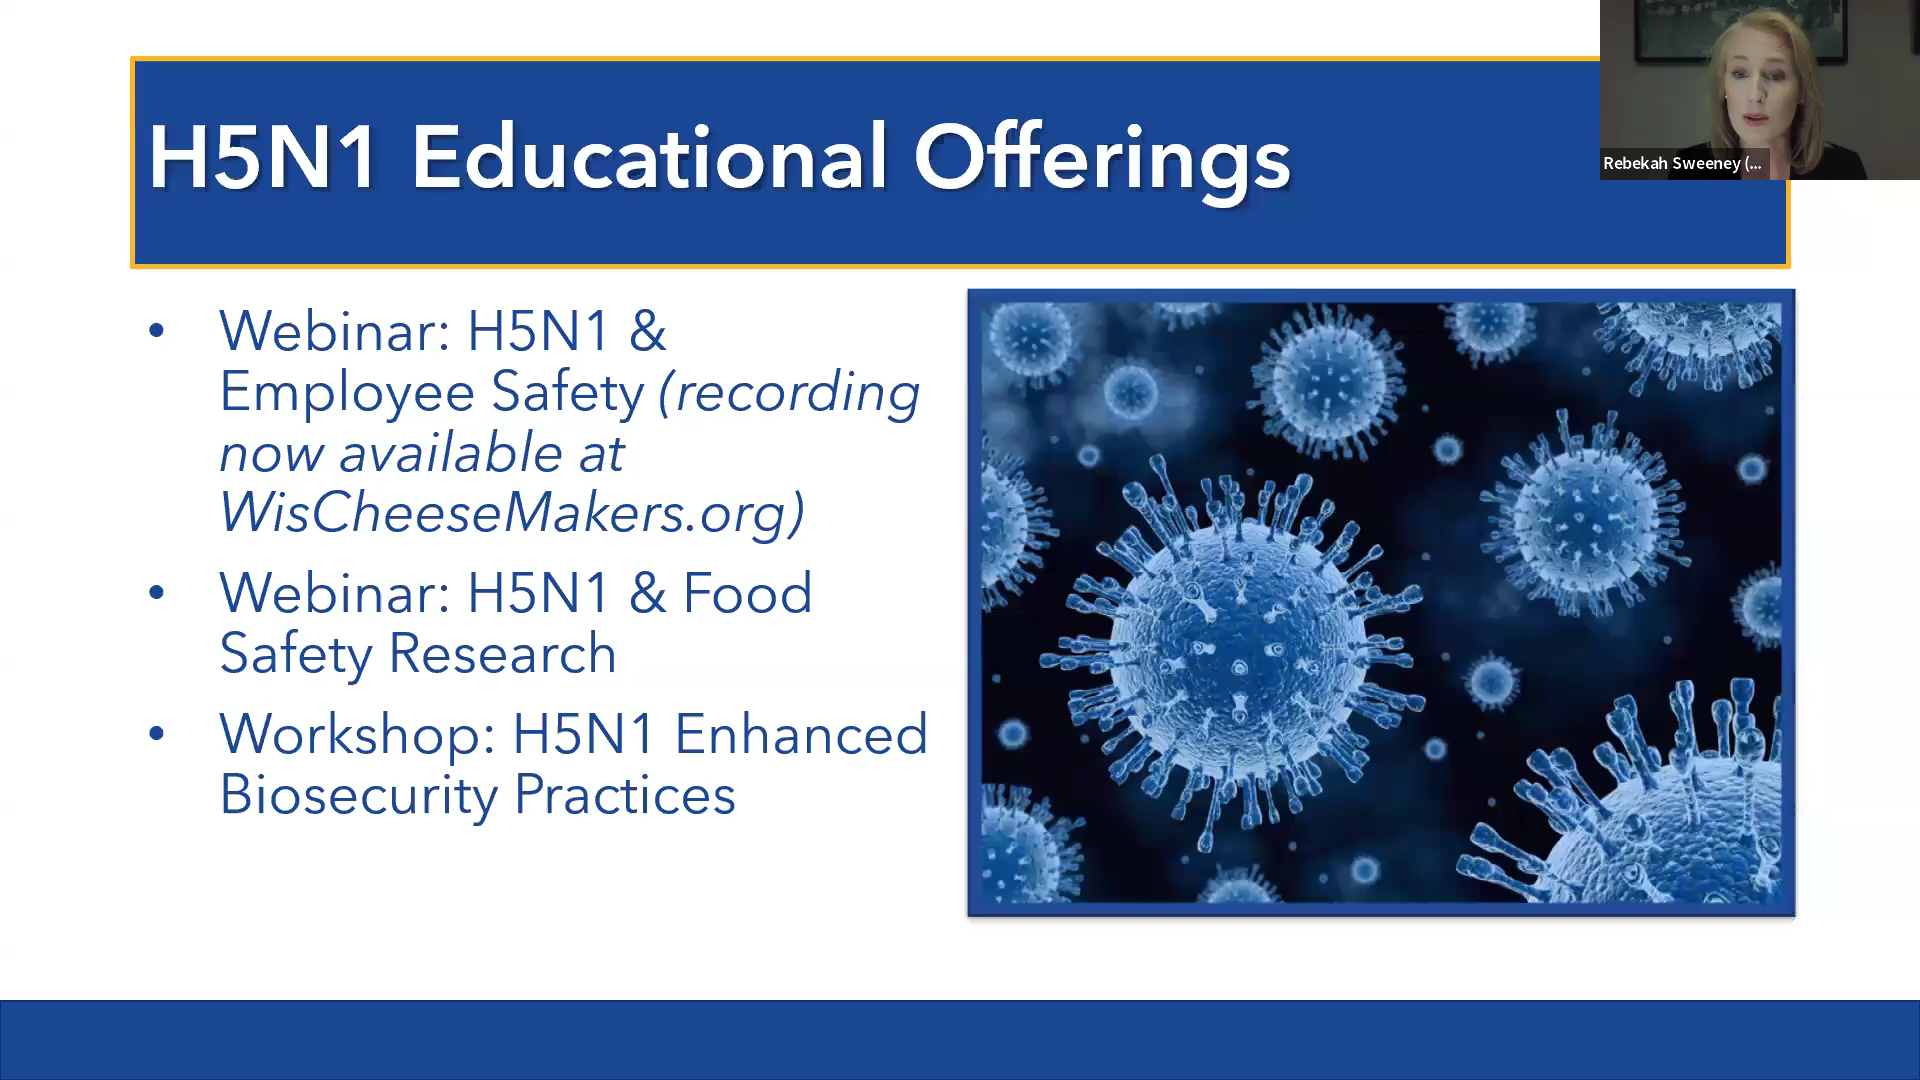 H5N1 Educational Offerings
Rebekah Sweeney (...
• Webinar: H5N1 &
Employee Safety (recording
now available at
WisCheeseMakers.org)
• Webinar: H5N1 & Food
Safety Research
• Workshop: H5N1 Enhanced
Biosecurity Practices